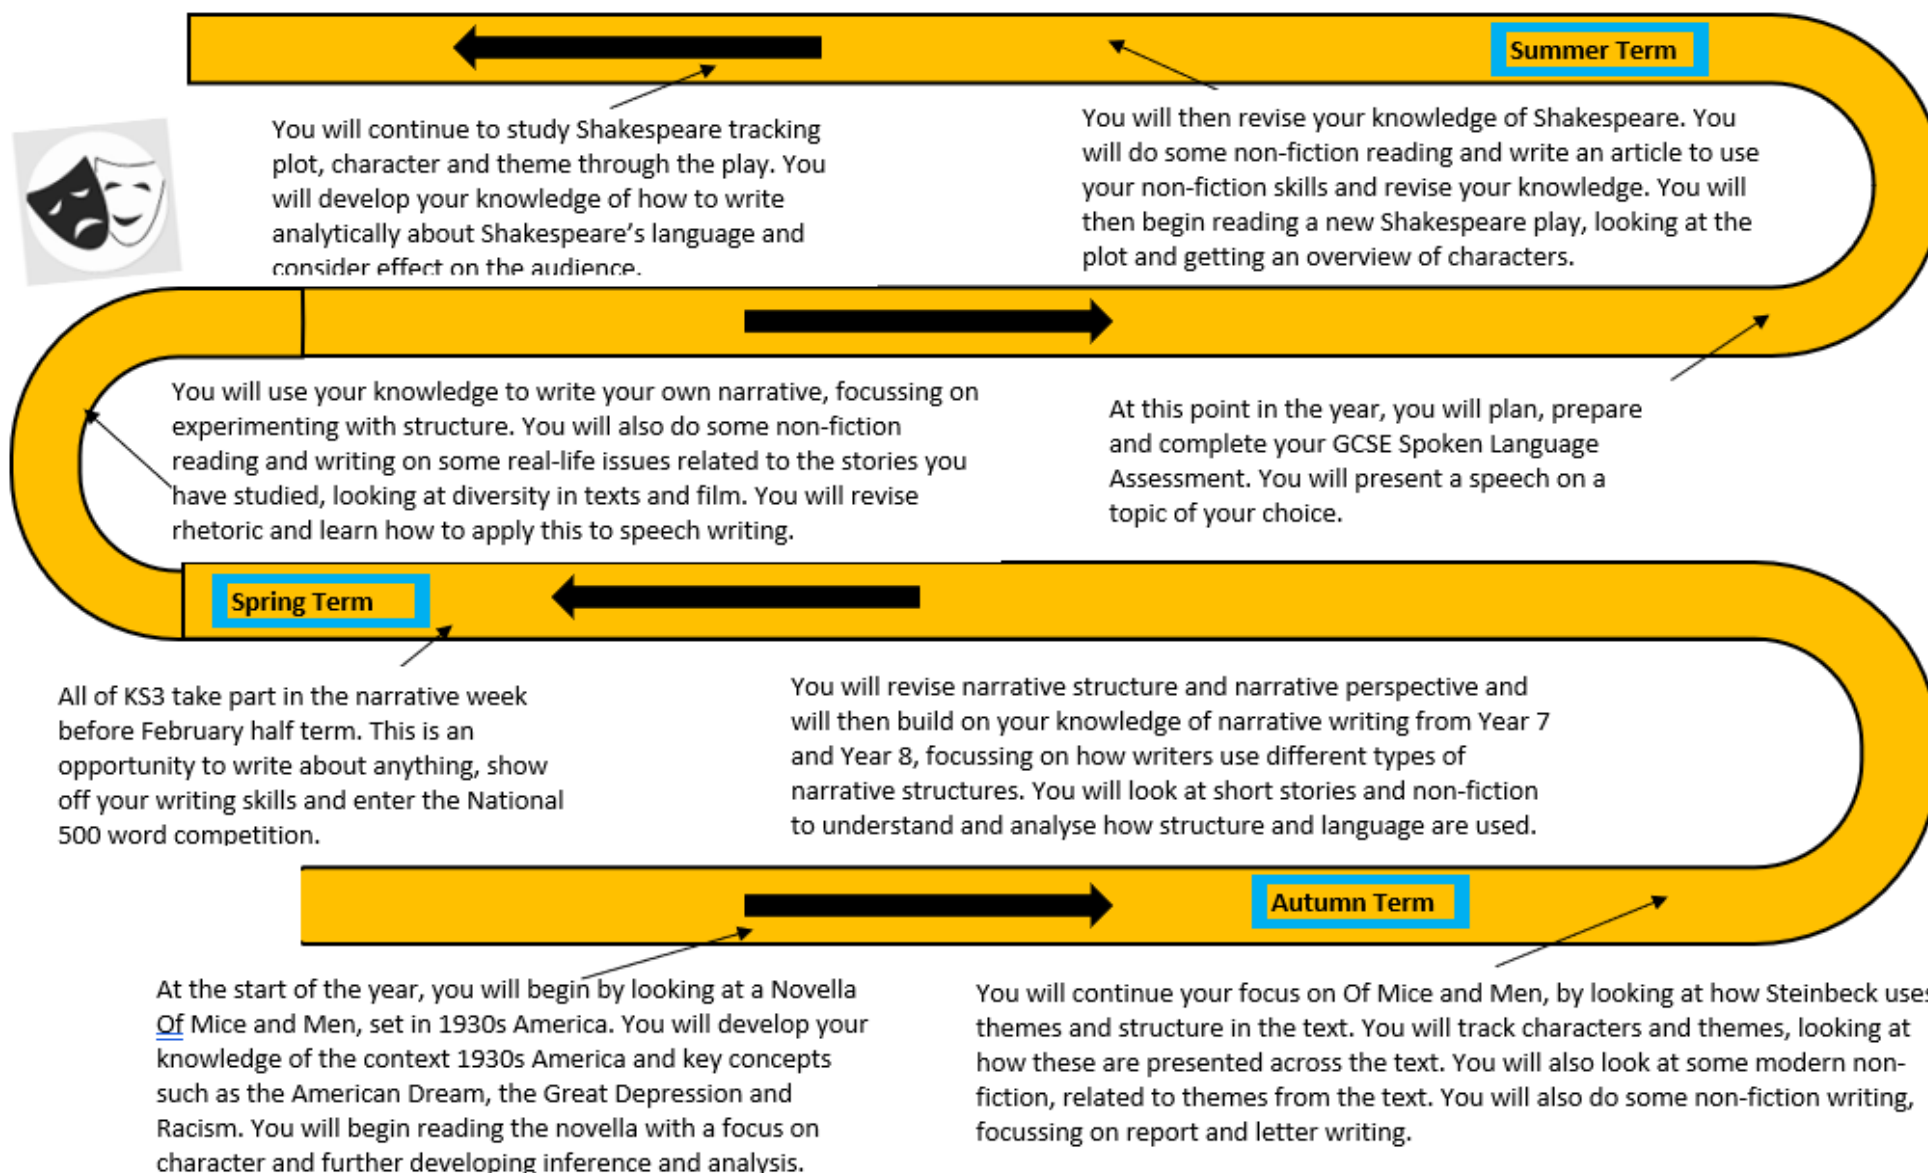 Summer Term
You will continue to study Shakespeare tracking
plot, character and theme through the play. You
will develop your knowledge of how to write
analytically about Shakespeare's language and
consider effect on the audience.
You will then revise your knowledge of Shakespeare. You
will do some non-fiction reading and write an article to use
your non-fiction skills and revise your knowledge. You will
then begin reading a new Shakespeare play, looking at the
plot and getting an overview of characters.
You will use your knowledge to write your own narrative, focussing on
experimenting with structure. You will also do some non-fiction
reading and writing on some real-life issues related to the stories you
have studied, looking at diversity in texts and film. You will revise
rhetoric and learn how to apply this to speech writing.
At this point in the year, you will plan, prepare
and complete your GCSE Spoken Language
Assessment. You will present a speech on a
topic of your choice.
Spring Term
All of KS3 take part in the narrative week
before February half term. This is an
opportunity to write about anything, show
off your writing skills and enter the National
500 word competition.
You will revise narrative structure and narrative perspective and
will then build on your knowledge of narrative writing from Year 7
and Year 8, focussing on how writers use different types of
narrative structures. You will look at short stories and non-fiction
to understand and analyse how structure and language are used.
Autumn Term
At the start of the year, you will begin by looking at a Novella
Of Mice and Men, set in 1930s America. You will develop your
knowledge of the context 1930s America and key concepts
such as the American Dream, the Great Depression and
Racism. You will begin reading the novella with a focus on
character and further developing inference and analysis.
You will continue your focus on Of Mice and Men, by looking at how Steinbeck uses
themes and structure in the text. You will track characters and themes, looking at
how these are presented across the text. You will also look at some modern non-
fiction, related to themes from the text. You will also do some non-fiction writing,
focussing on report and letter writing.